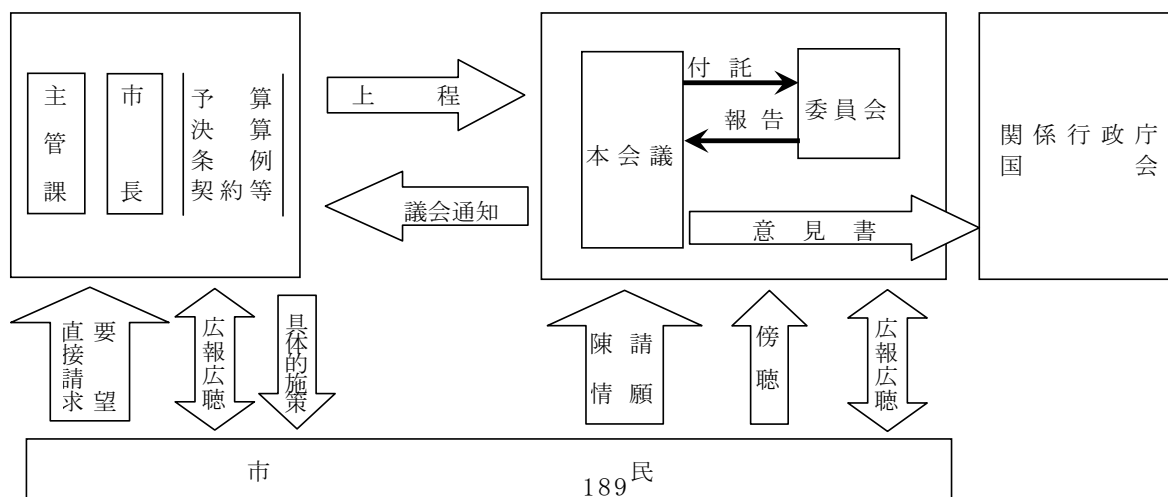 主管課
市長
予算
決算
条例
契約等
上程
議会通知
本会議
付託
報告
委員会
意見書
関係行政庁
国会
要望
直接請求
広報広聴
具体的施策
請願
陳情
傍聴
広報広聴
市民
189